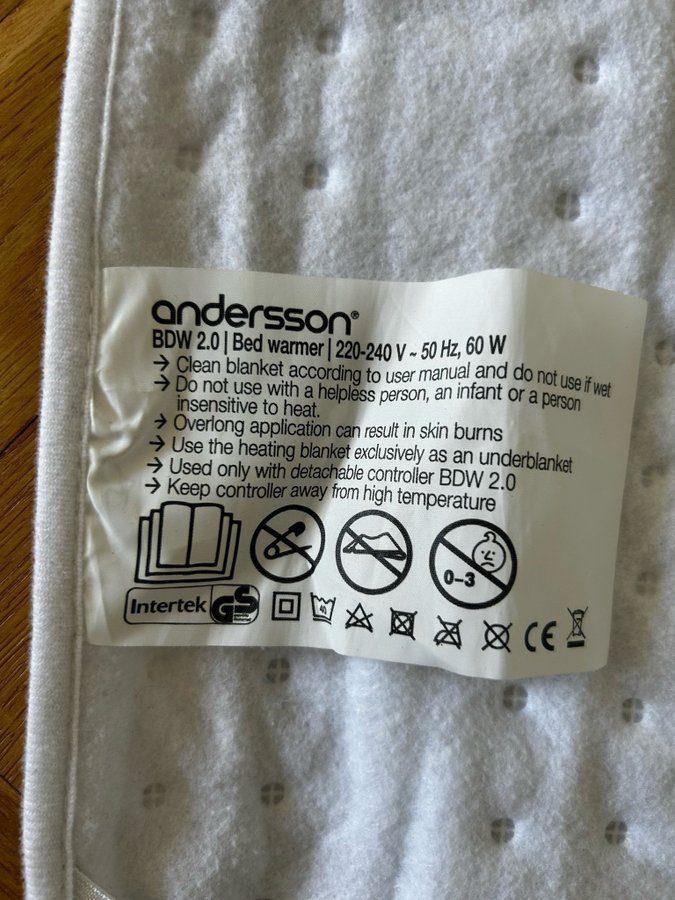 andersson®
BDW 2.0 | Bed warmer | 220-240 V ~ 50 Hz, 60 W
→ Clean blanket according to user manual and do not use if wet
→ Do not use with a helpless person, an infant or a person
insensitive to heat.
→ Overlong application can result in skin burns
→ Use the heating blanket exclusively as an underblanket
→ Used only with detachable controller BDW 2.0
→ Keep controller away from high temperature
0-3
Intertek GS 40 CE